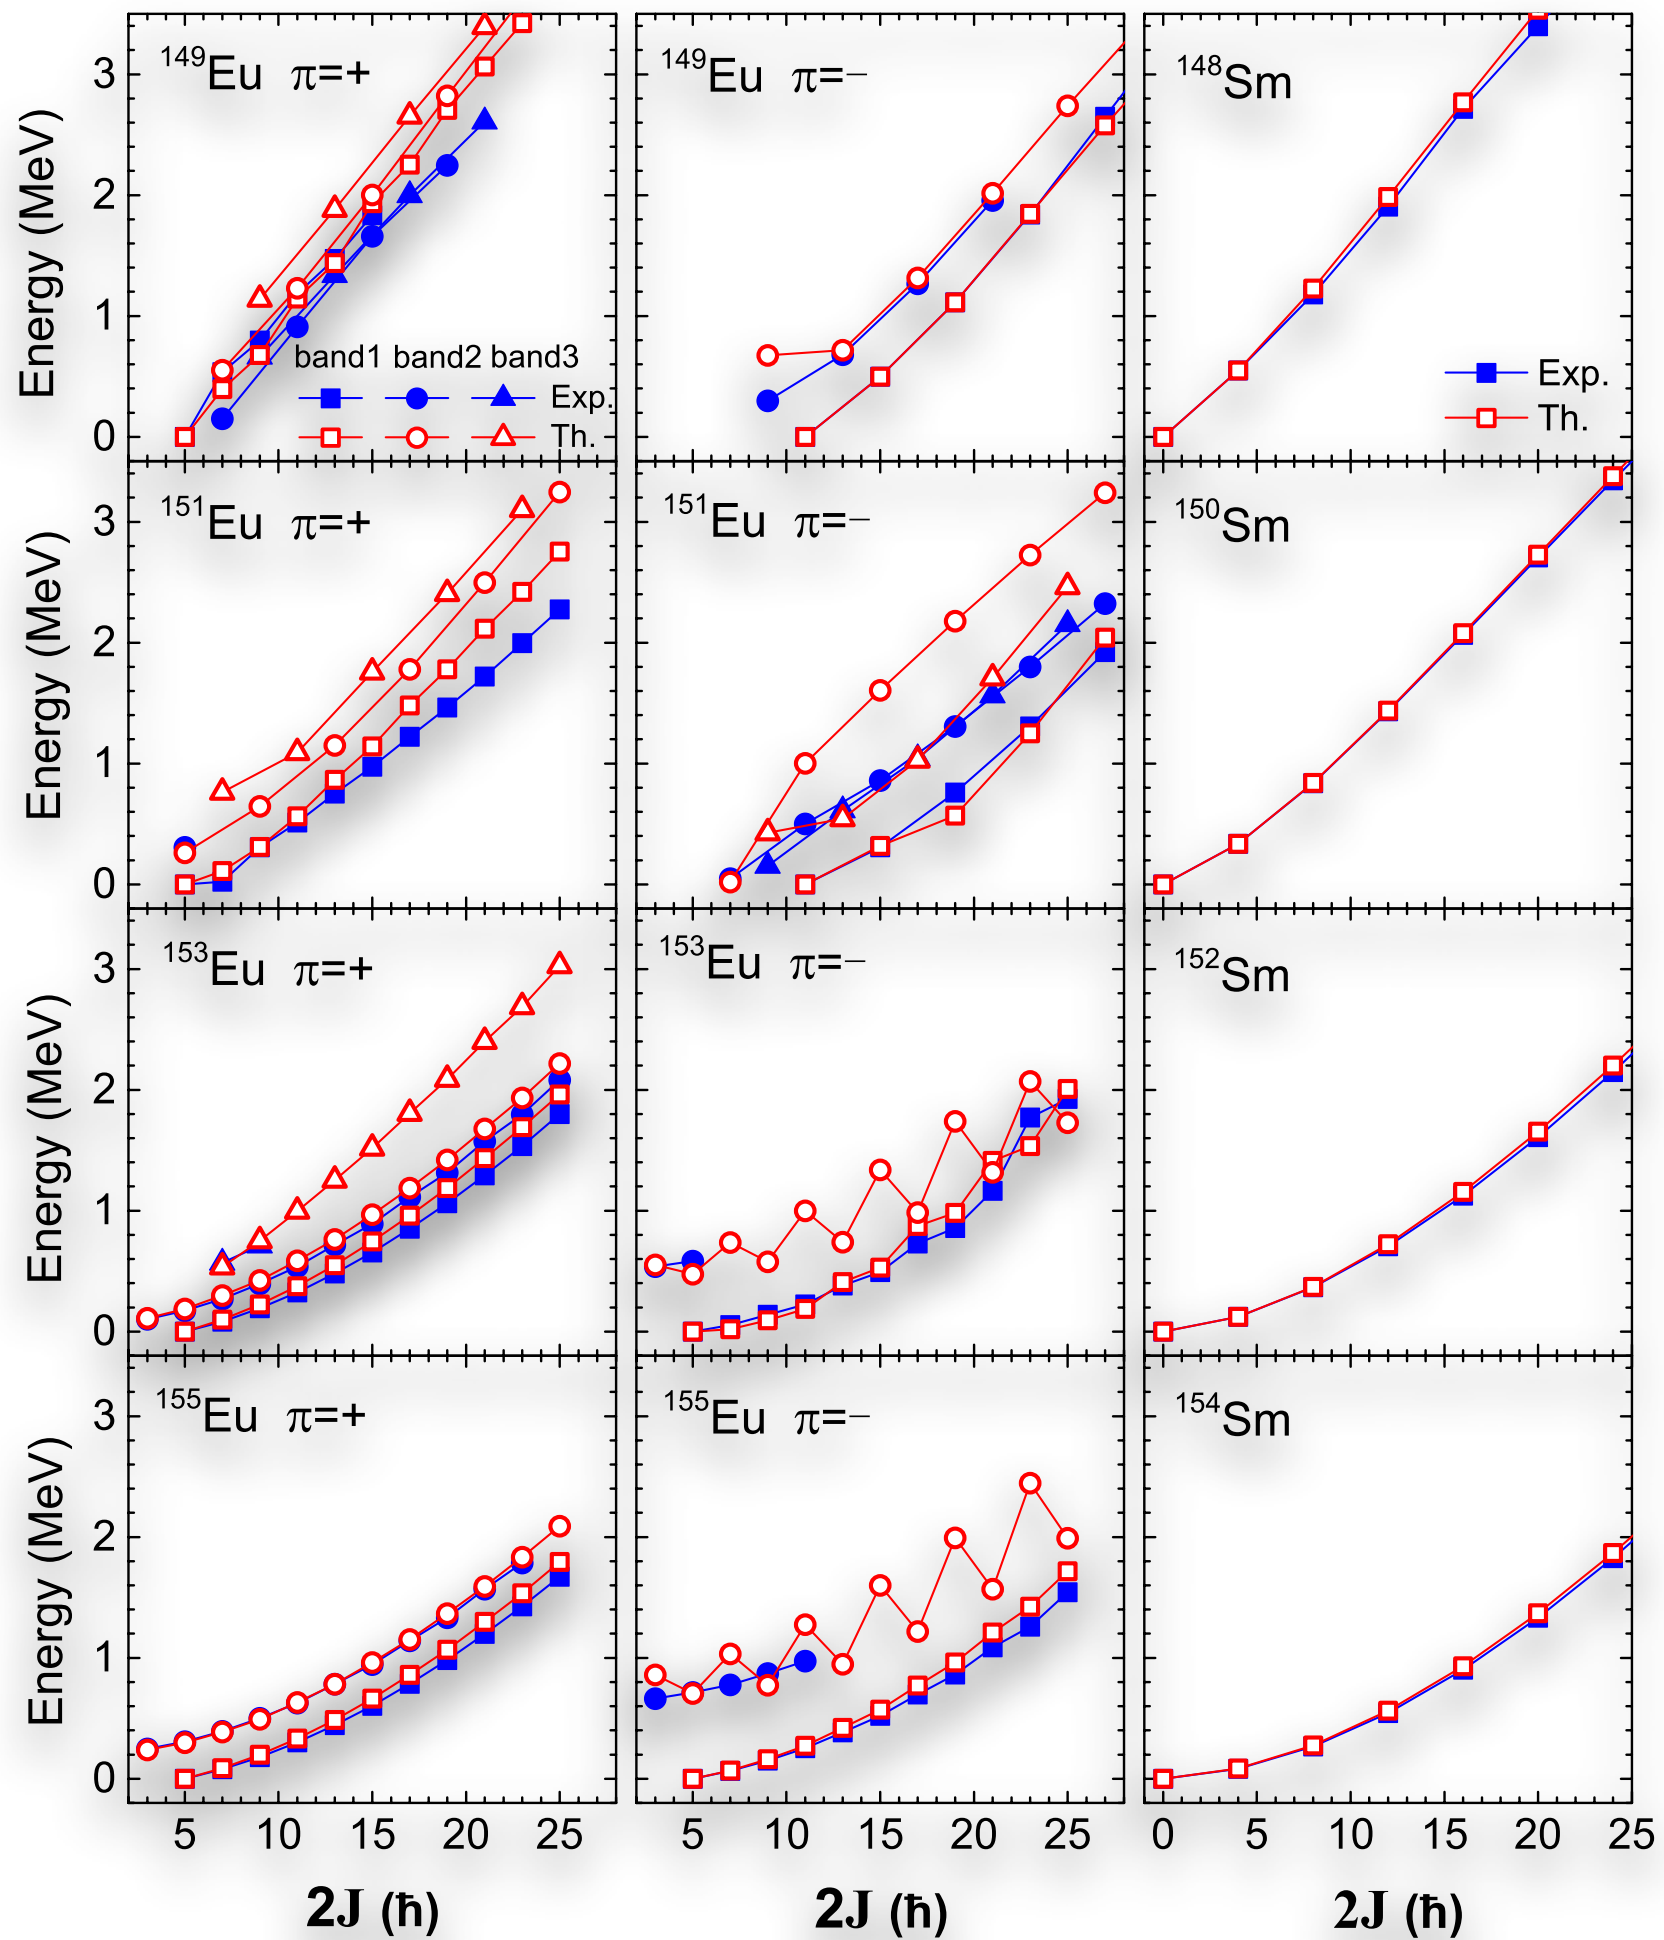 Energy (MeV)
3
2
1
0
149Eu π=+
band1 band2 band3
Exp.
Th.
149Eu π=–
148Sm
Exp.
Th.
Energy (MeV)
3
2
1
0
151Eu π=+
151Eu π=–
150Sm
Energy (MeV)
3
2
1
0
153Eu π=+
153Eu π=–
152Sm
Energy (MeV)
3
2
1
0
155Eu π=+
155Eu π=–
154Sm
5 10 15 20 25 5 10 15 20 25 0 5 10 15 20 25
2J (ħ) 2J (ħ) 2J (ħ)